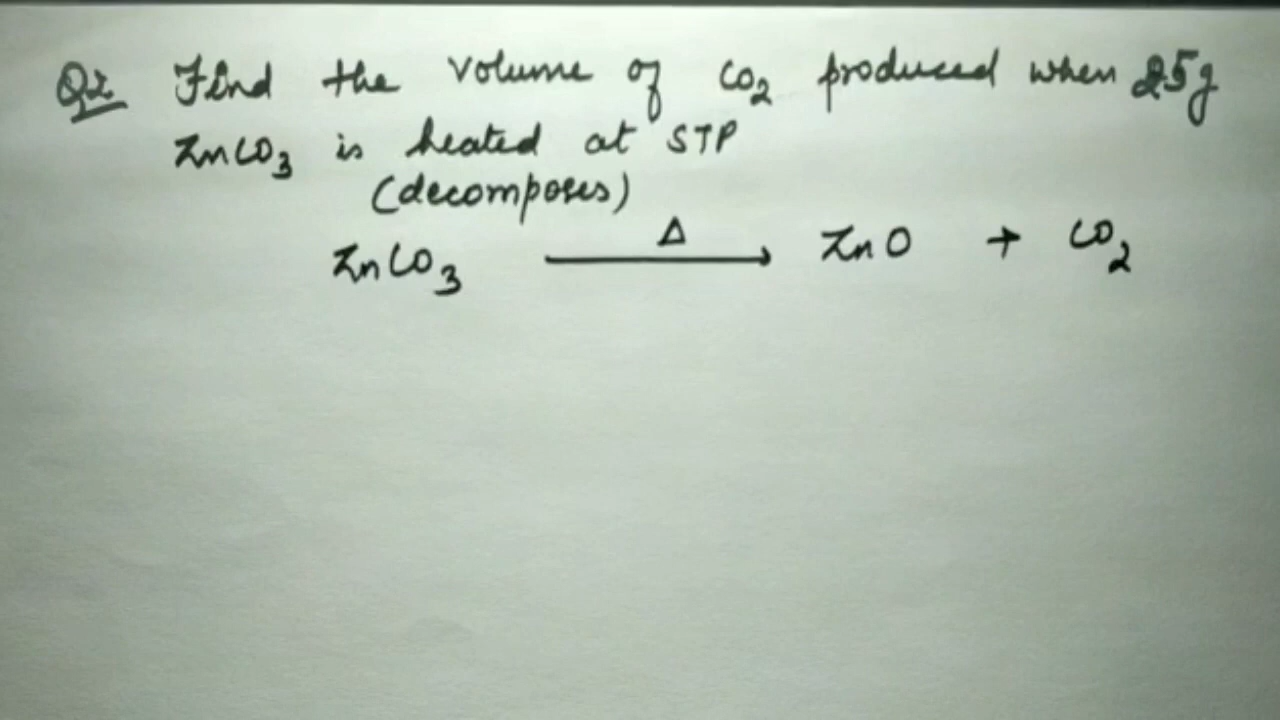 Q2. Find the volume of CO2 produced when 25g
ZnCO3 is heated at STP
(decomposes)
ZnCO3 Δ→ ZnO + CO2